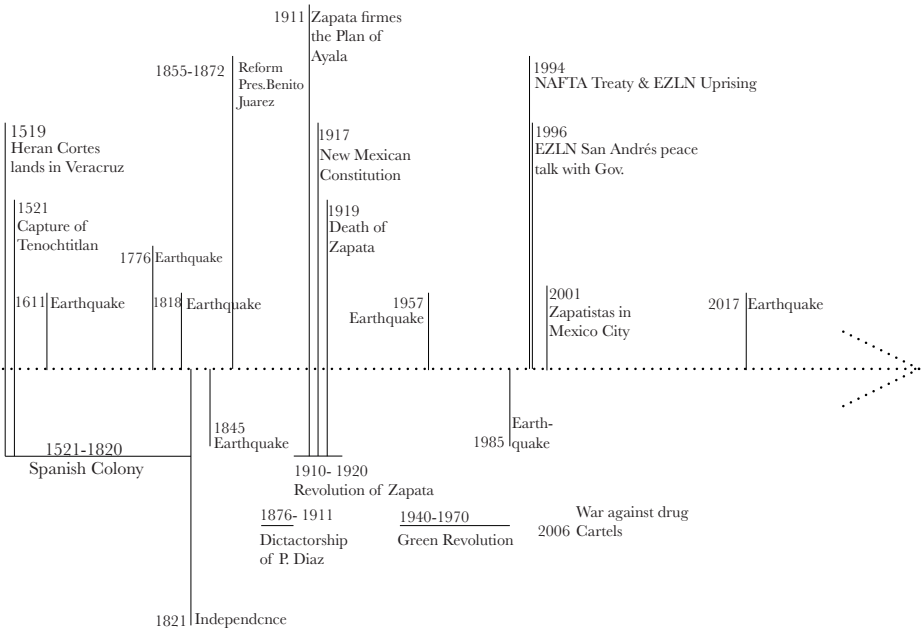 1911 Zapata firmes
the Plan of
Ayala
1855-1872 Reform
Pres.Benito
Juarez
1994
NAFTA Treaty & EZLN Uprising
1519
Heran Cortes
lands in Veracruz
1917
New Mexican
Constitution
1996
EZLN San Andrés peace
talk with Gov.
1521
Capture of
Tenochtitlan
1919
Death of
Zapata
1776 Earthquake
1611 Earthquake
1818 Earthquake
1957
Earthquake
2001
Zapatistas in
Mexico City
2017 Earthquake
1845
Earthquake
Earth-
1985 quake
1521-1820
Spanish Colony
1910- 1920
Revolution of Zapata
1876- 1911
Dictactorship
of P. Diaz
1940-1970
Green Revolution
War against drug
2006 Cartels
1821 Independcnce